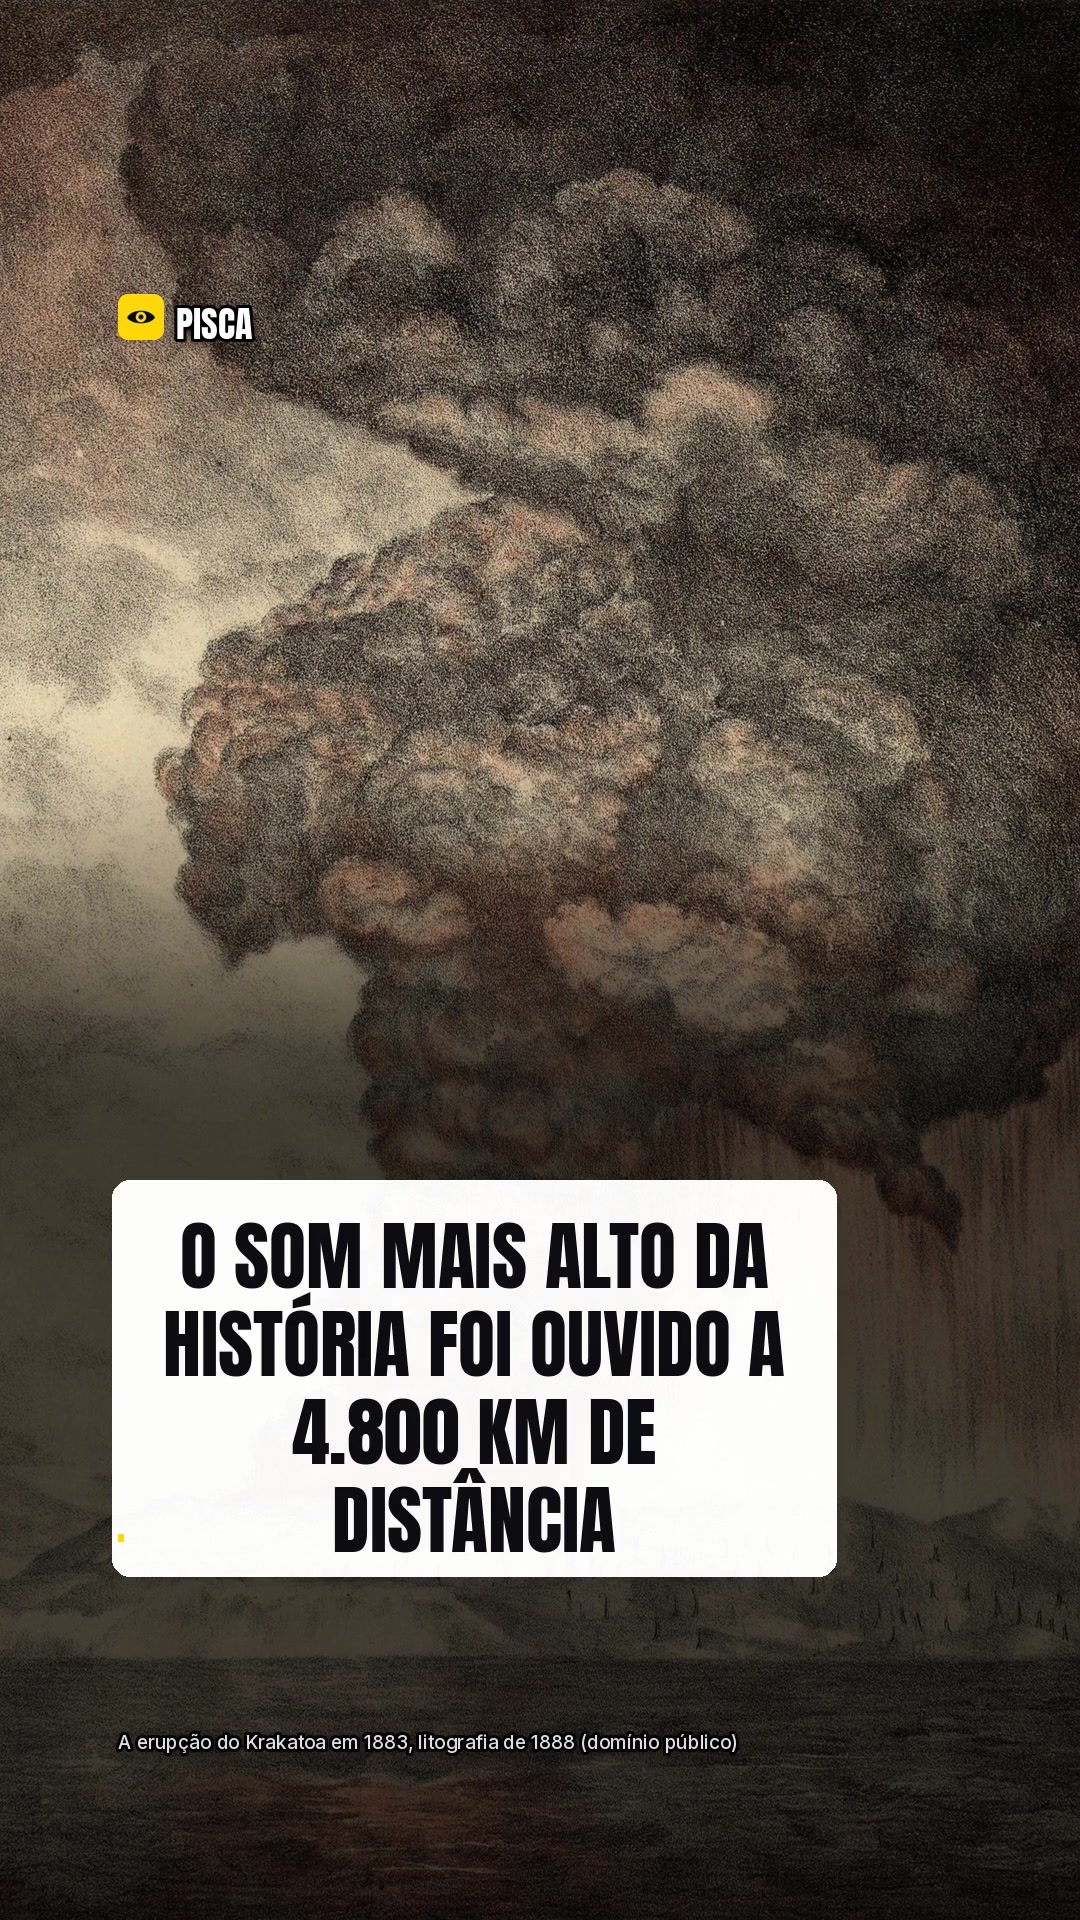 PISCA
O SOM MAIS ALTO DA
HISTÓRIA FOI OUVIDO A
4.800 KM DE
DISTÂNCIA
A erupção do Krakatoa em 1883, litografia de 1888 (domínio público)